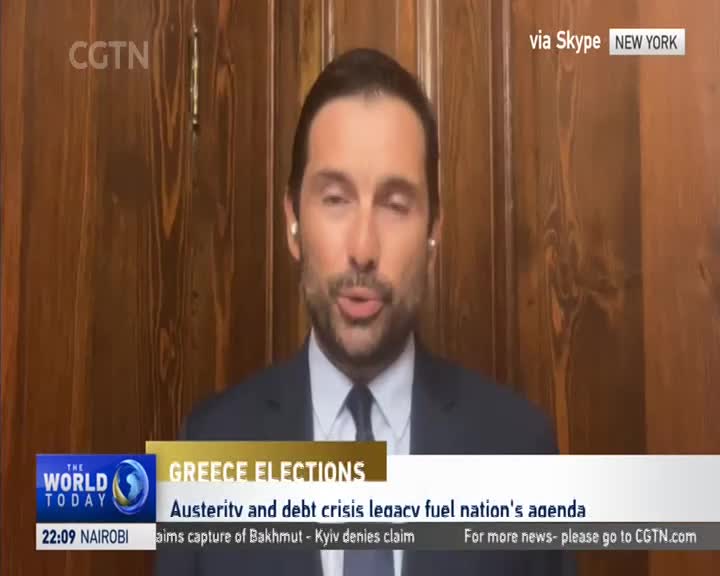 CGTN
via Skype NEW YORK
GREECE ELECTIONS
THE
WORLD
TODAY
Austerity and debt crisis legacy fuel nation's agenda
22:09 NAIROBI
aims capture of Bakhmut - Kyiv denies claim For more news- please go to CGTN.com